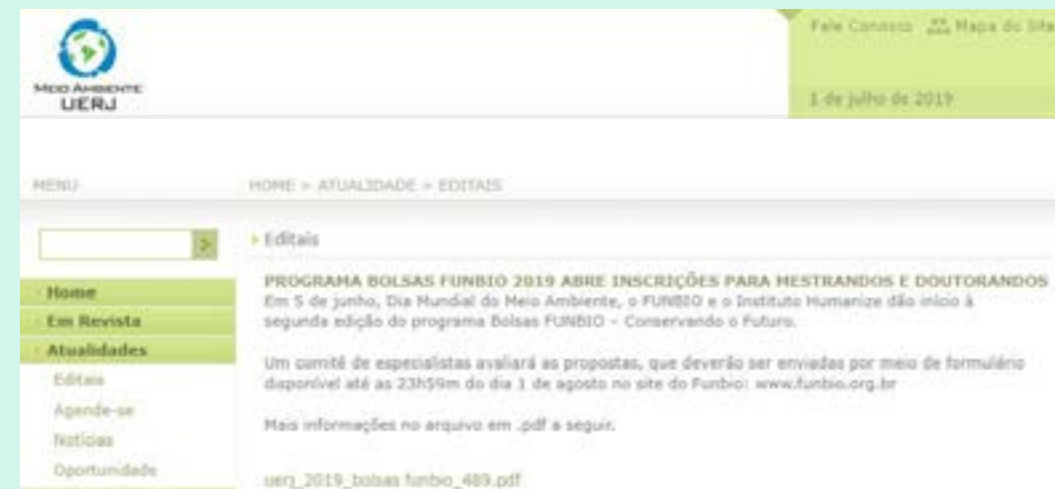 Fale Conosco Mapa do Site
MEIO AMBIENTE
UERJ
1 de julho de 2019
MENU
HOME > ATUALIDADE > EDITAIS
Editais
PROGRAMA BOLSAS FUNBIO 2019 ABRE INSCRIÇÕES PARA MESTRANDOS E DOUTORANDOS
Em 5 de junho, Dia Mundial do Meio Ambiente, o FUNBIO e o Instituto Humanize dão início à
segunda edição do programa Bolsas FUNBIO – Conservando o Futuro.
Um comitê de especialistas avaliará as propostas, que deverão ser enviadas por meio de formulário
disponível até as 23h59m do dia 1 de agosto no site do Funbio: www.funbio.org.br
Mais informações no arquivo em .pdf a seguir.
uerj_2019_bolsas funbio_489.pdf
Home
Em Revista
Atualidades
Editais
Agende-se
Notícias
Oportunidade